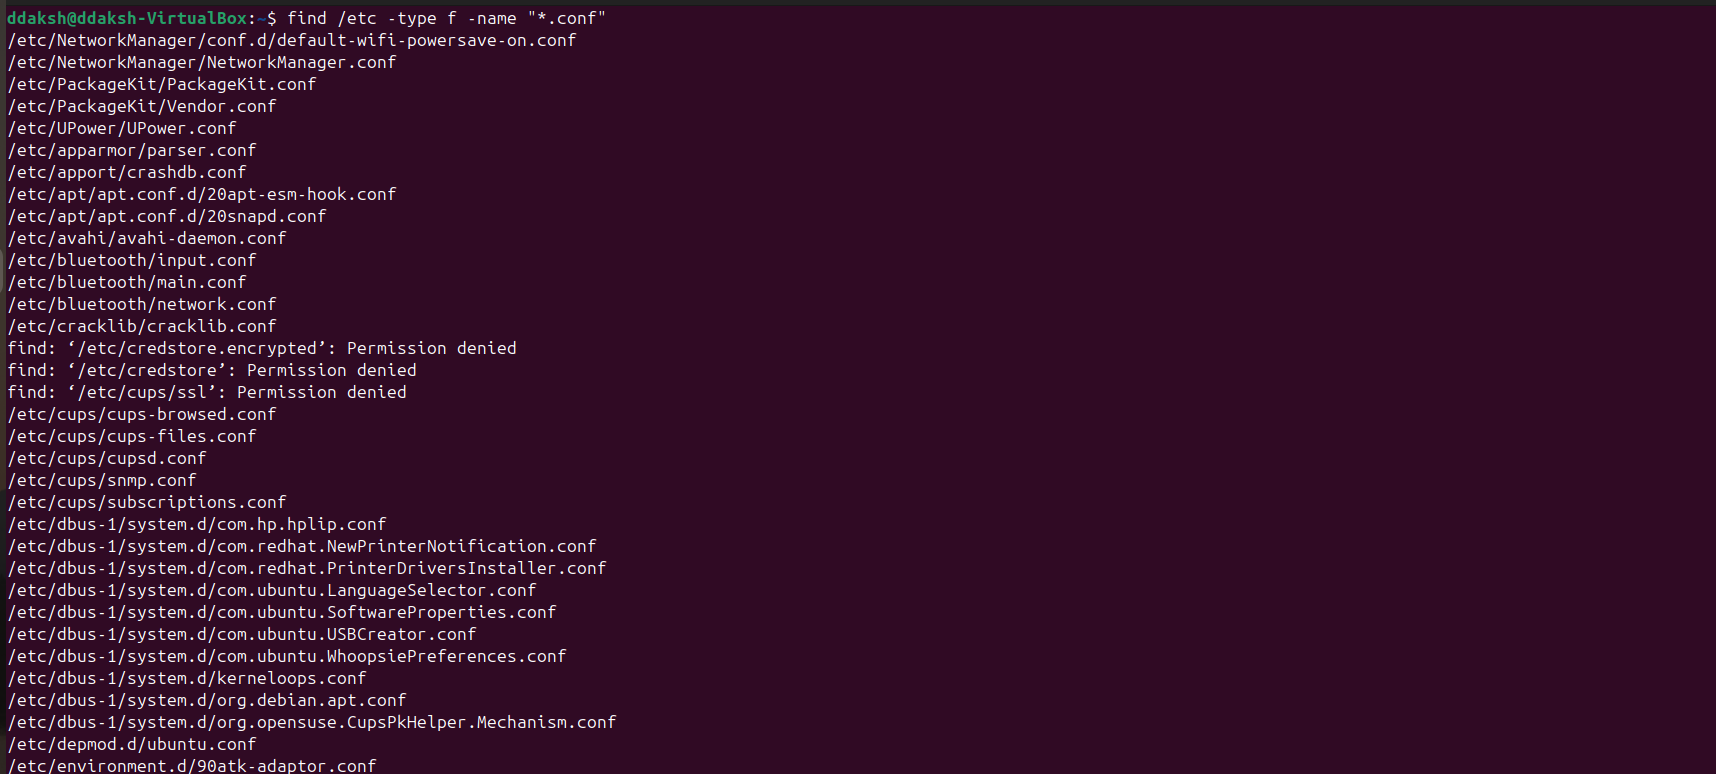 ddaksh@ddaksh-VirtualBox:~$ find /etc -type f -name "*.conf"
/etc/NetworkManager/conf.d/default-wifi-powersave-on.conf
/etc/NetworkManager/NetworkManager.conf
/etc/PackageKit/PackageKit.conf
/etc/PackageKit/Vendor.conf
/etc/UPower/UPower.conf
/etc/apparmor/parser.conf
/etc/apport/crashdb.conf
/etc/apt/apt.conf.d/20apt-esm-hook.conf
/etc/apt/apt.conf.d/20snapd.conf
/etc/avahi/avahi-daemon.conf
/etc/bluetooth/input.conf
/etc/bluetooth/main.conf
/etc/bluetooth/network.conf
/etc/cracklib/cracklib.conf
find: ‘/etc/credstore.encrypted’: Permission denied
find: ‘/etc/credstore’: Permission denied
find: ‘/etc/cups/ssl’: Permission denied
/etc/cups/cups-browsed.conf
/etc/cups/cups-files.conf
/etc/cups/cupsd.conf
/etc/cups/snmp.conf
/etc/cups/subscriptions.conf
/etc/dbus-1/system.d/com.hp.hplip.conf
/etc/dbus-1/system.d/com.redhat.NewPrinterNotification.conf
/etc/dbus-1/system.d/com.redhat.PrinterDriversInstaller.conf
/etc/dbus-1/system.d/com.ubuntu.LanguageSelector.conf
/etc/dbus-1/system.d/com.ubuntu.SoftwareProperties.conf
/etc/dbus-1/system.d/com.ubuntu.USBCreator.conf
/etc/dbus-1/system.d/com.ubuntu.WhoopsiePreferences.conf
/etc/dbus-1/system.d/kerneloops.conf
/etc/dbus-1/system.d/org.debian.apt.conf
/etc/dbus-1/system.d/org.opensuse.CupsPkHelper.Mechanism.conf
/etc/depmod.d/ubuntu.conf
/etc/environment.d/90atk-adaptor.conf